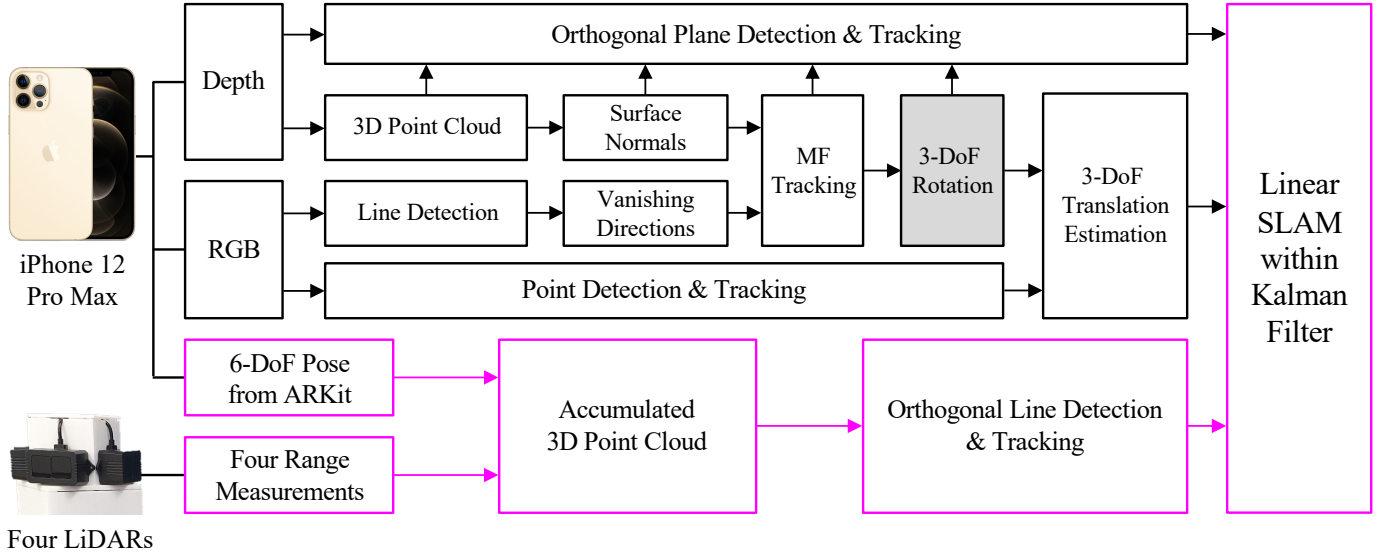 Orthogonal Plane Detection & Tracking
Depth
3D Point Cloud
Surface
Normals
MF
Tracking
3-DoF
Rotation
3-DoF
Translation
Estimation
Line Detection
Vanishing
Directions
RGB
Point Detection & Tracking
iPhone 12
Pro Max
6-DoF Pose
from ARKit
Accumulated
3D Point Cloud
Orthogonal Line Detection
& Tracking
Four Range
Measurements
Four LiDARs
Linear
SLAM
within
Kalman
Filter